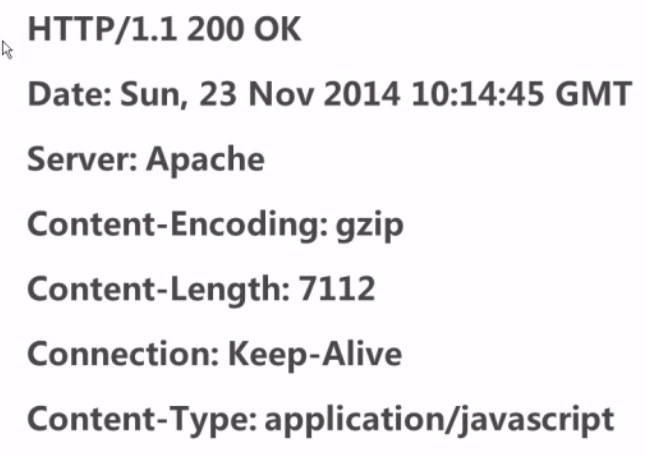 HTTP/1.1 200 OK
Date: Sun, 23 Nov 2014 10:14:45 GMT
Server: Apache
Content-Encoding: gzip
Content-Length: 7112
Connection: Keep-Alive
Content-Type: application/javascript